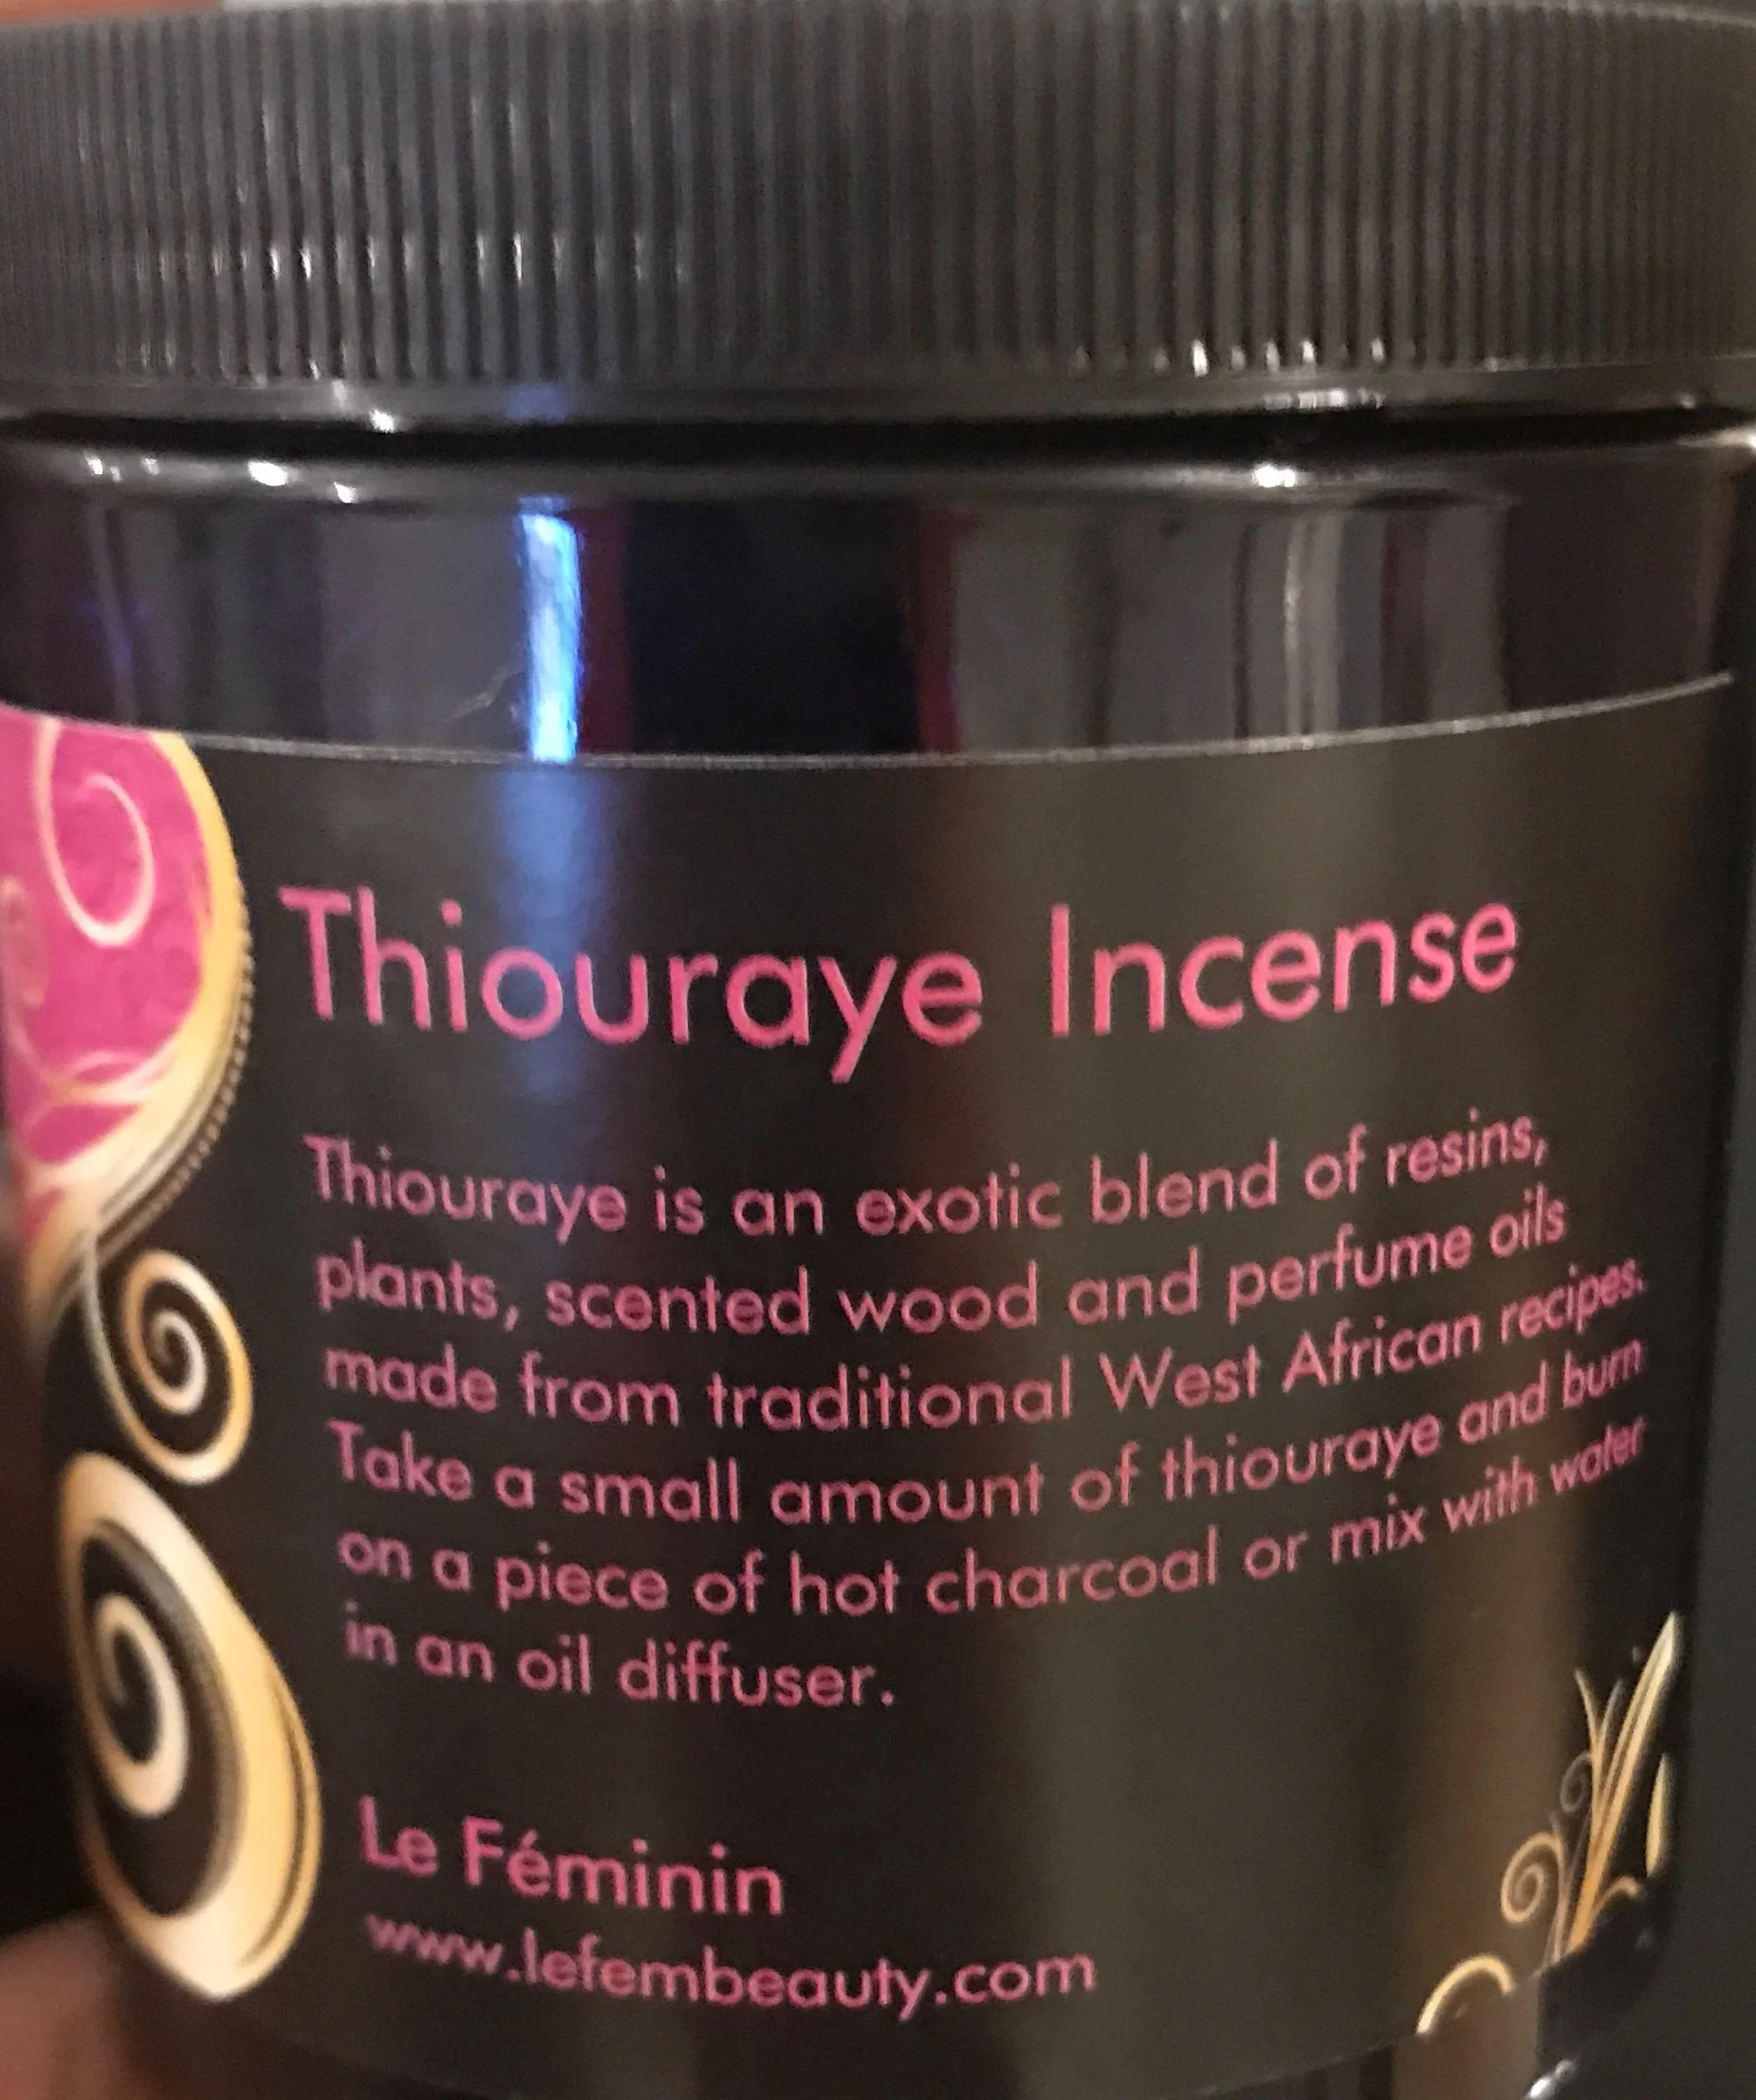 Thiouraye Incense
Thiouraye is an exotic blend of resins,
plants, scented wood and perfume oils
made from traditional West African recipes.
Take a small amount of thiouraye and burn
on a piece of hot charcoal or mix with water
in an oil diffuser.
Le Féminin
www.lefembeauty.com